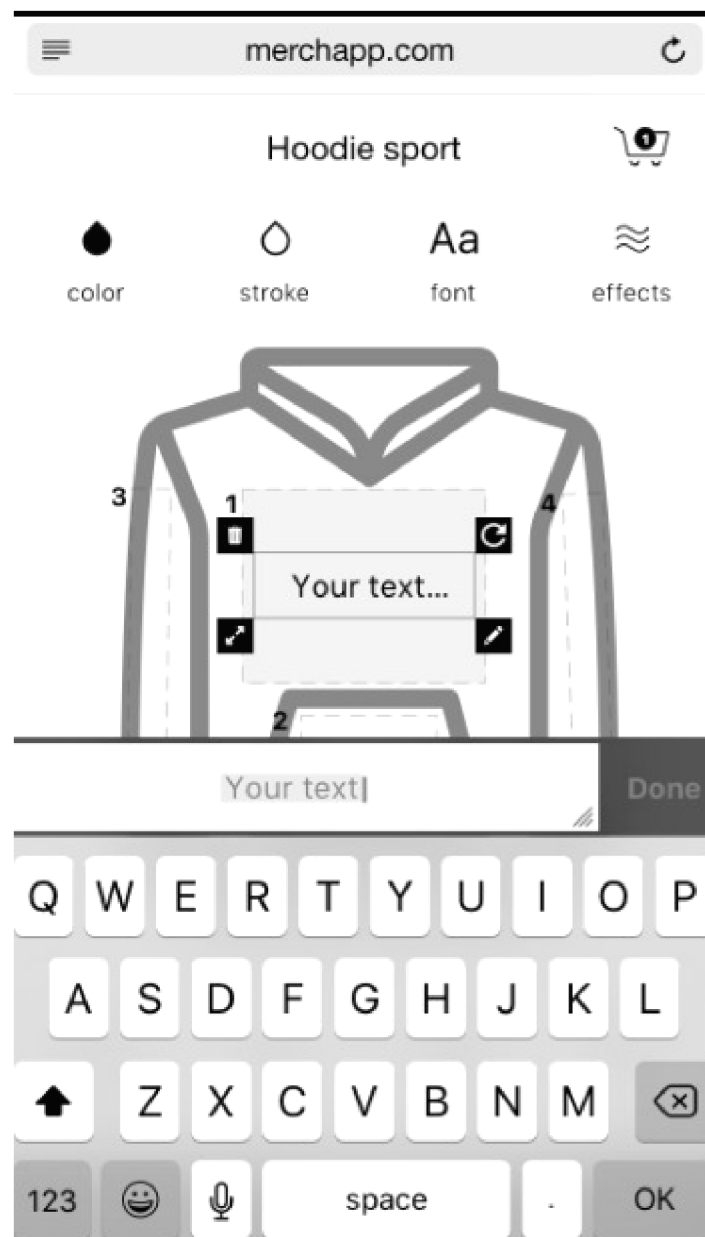 merchapp.com
Hoodie sport
1
Aa
color stroke font effects
3 1 4
Your text...
2
Your text
Done
Q W E R T Y U I O P
A S D F G H J K L
Z X C V B N M
123 space . OK